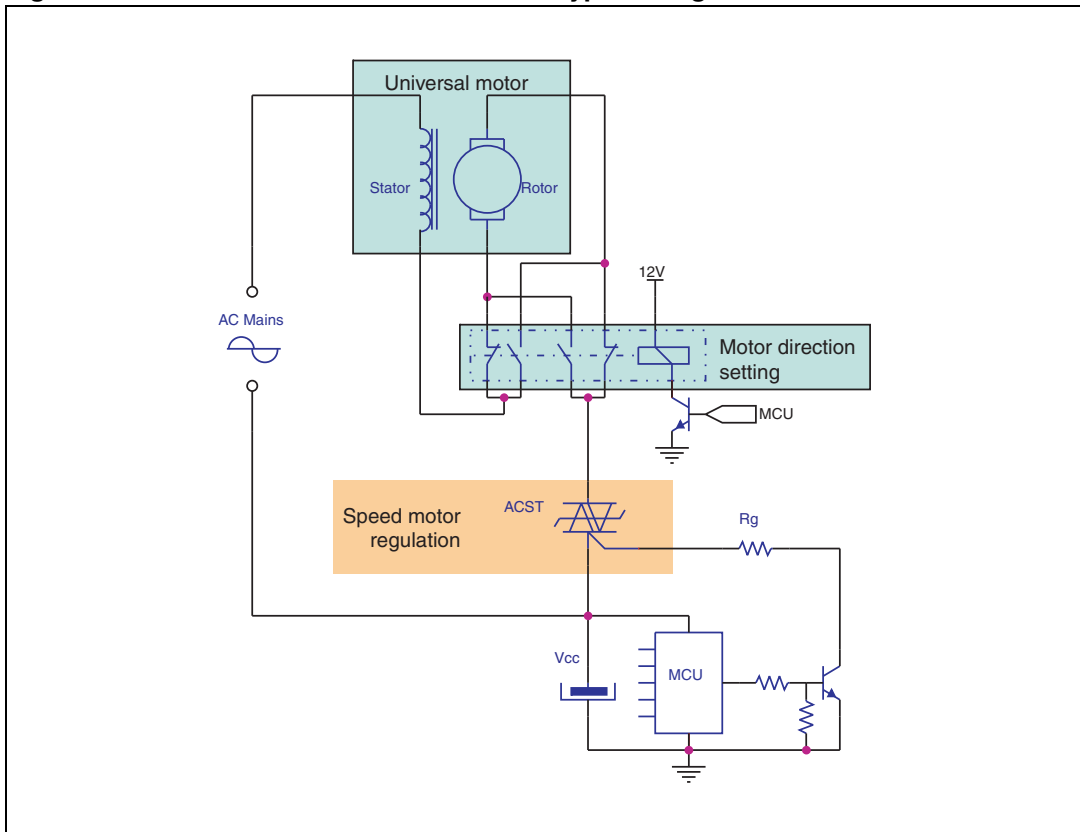 Universal motor
Stator
Rotor
12V
AC Mains
Motor direction
setting
MCU
ACST
Speed motor
regulation
Rg
Vcc
MCU